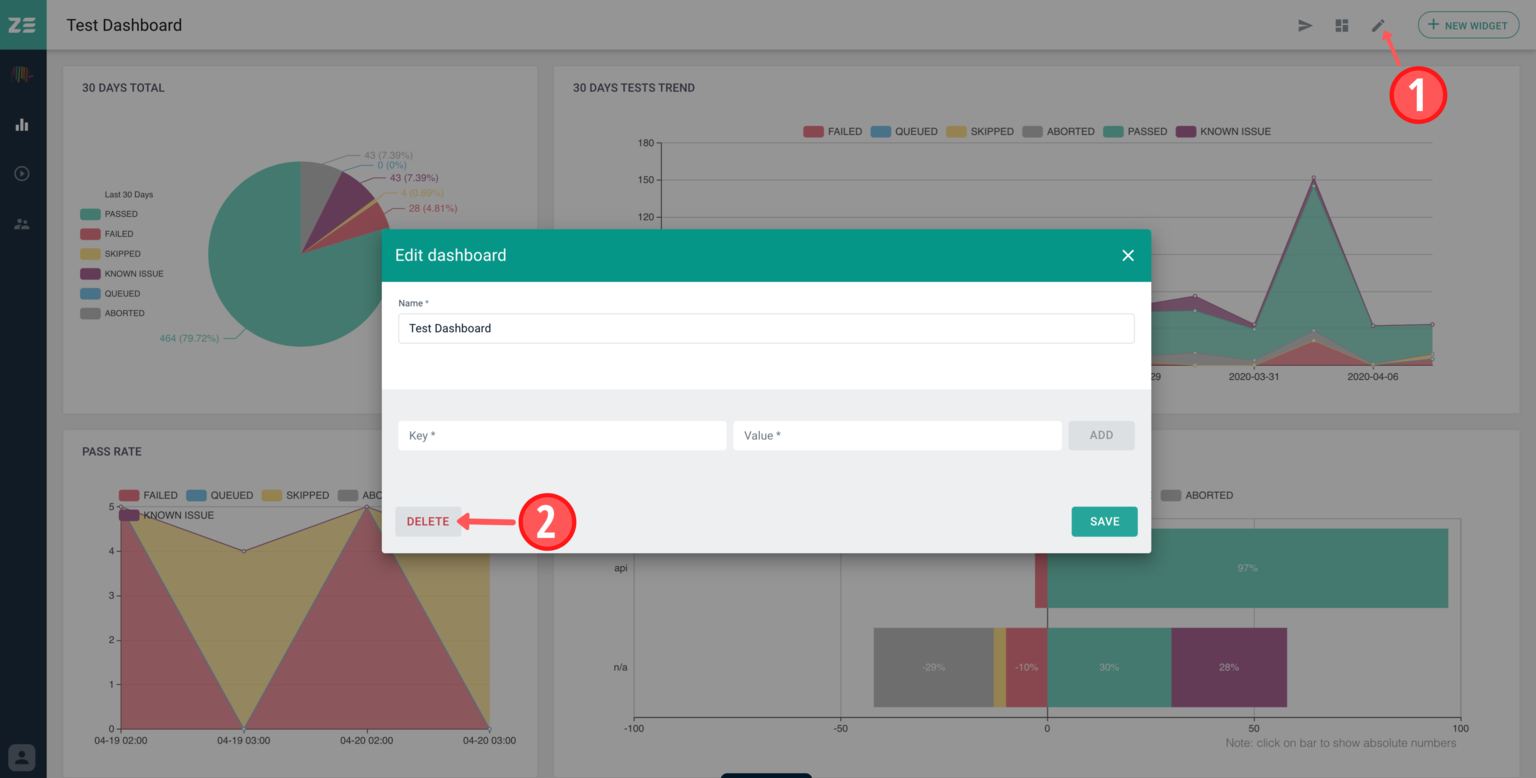 ZE
Test Dashboard
+ NEW WIDGET
1
30 DAYS TOTAL
43 (7.39%)
0 (0%)
43 (7.39%)
4 (0.69%)
28 (4.81%)
Last 30 Days
PASSED
FAILED
SKIPPED
KNOWN ISSUE
QUEUED
ABORTED
464 (79.72%)
30 DAYS TESTS TREND
FAILED QUEUED SKIPPED ABORTED PASSED KNOWN ISSUE
180
150
120
29 2020-03-31 2020-04-06
Edit dashboard
Name *
Test Dashboard
Key * Value * ADD
DELETE 2 SAVE
PASS RATE
FAILED QUEUED SKIPPED ABO
KNOWN ISSUE
5
4
3
2
1
0
04-19 02:00 04-19 03:00 04-20 02:00 04-20 03:00
ABORTED
api 97%
n/a -29% -10% 30% 28%
-100 -50 0 50 100
Note: click on bar to show absolute numbers